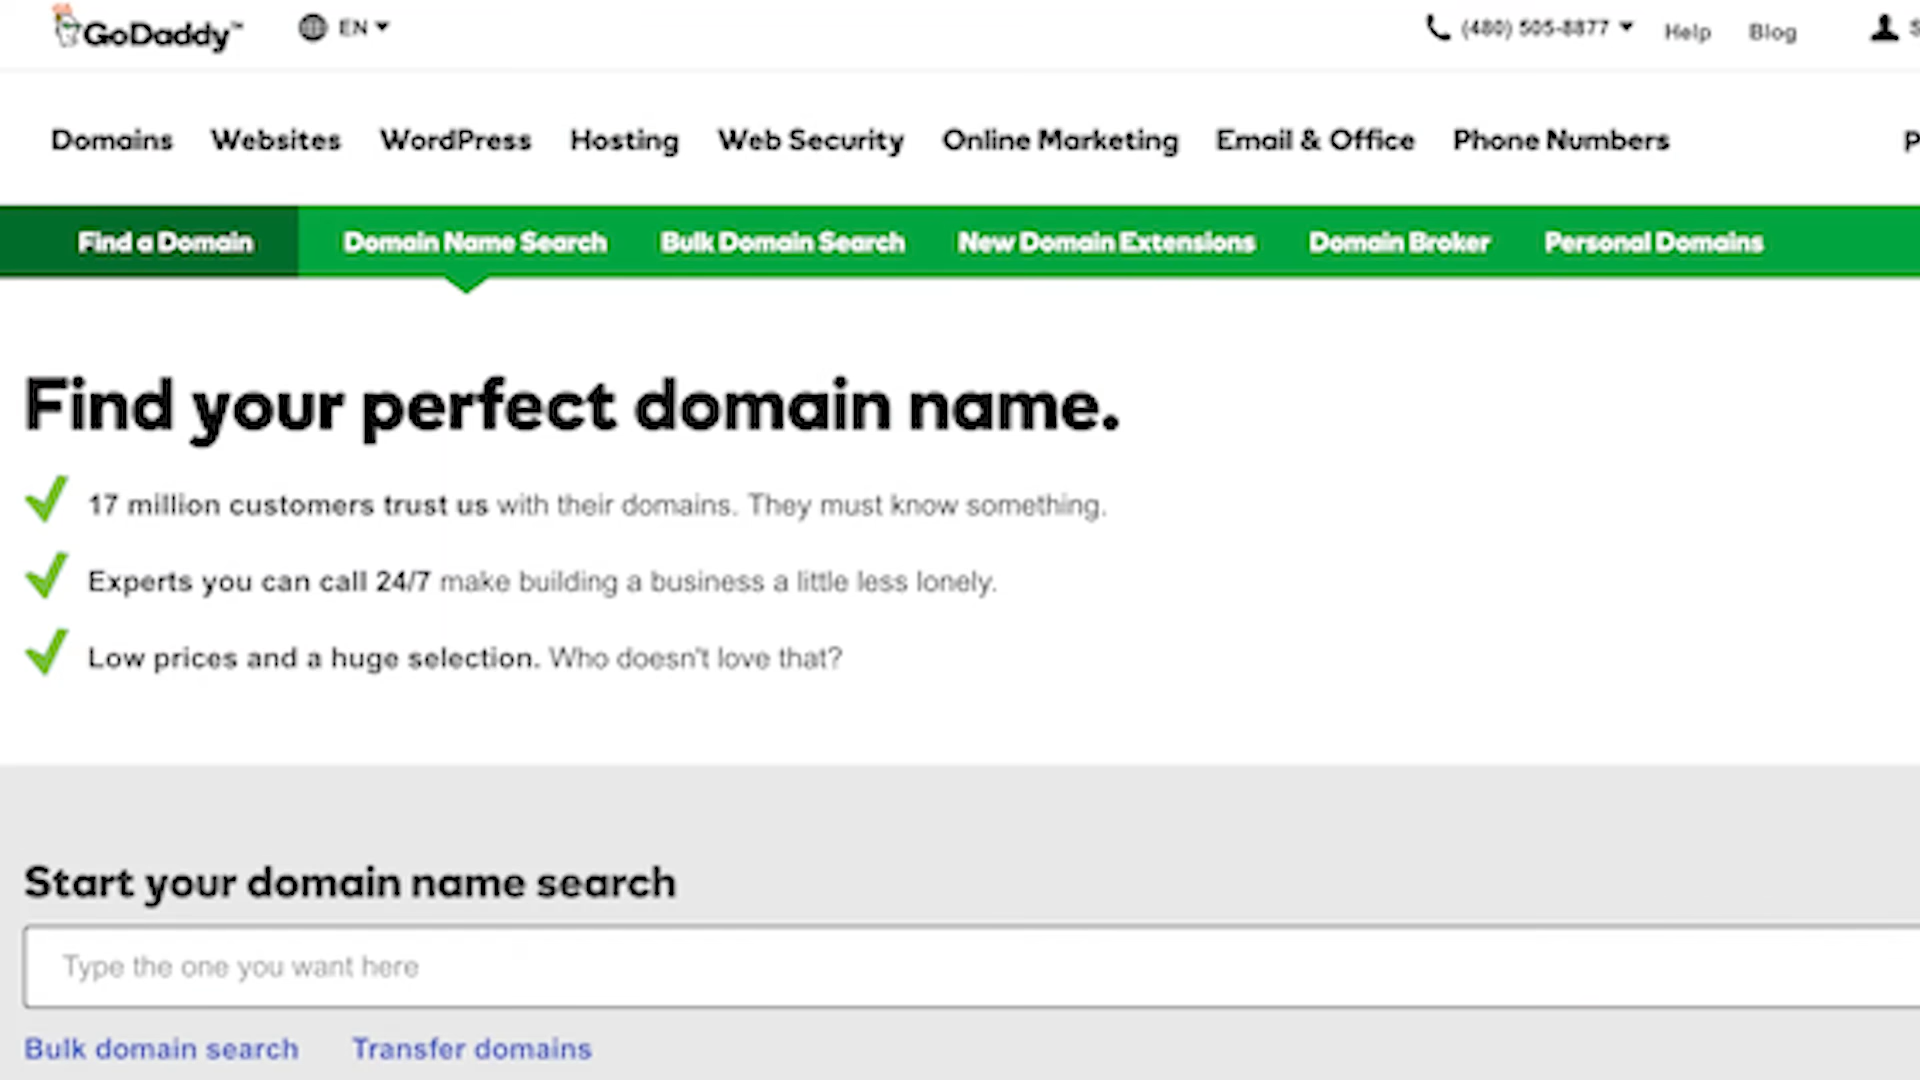 GoDaddy™ EN (480) 505-8877 Help Blog
Domains Websites WordPress Hosting Web Security Online Marketing Email & Office Phone Numbers
Find a Domain Domain Name Search Bulk Domain Search New Domain Extensions Domain Broker Personal Domains
Find your perfect domain name.
17 million customers trust us with their domains. They must know something.
Experts you can call 24/7 make building a business a little less lonely.
Low prices and a huge selection. Who doesn't love that?
Start your domain name search
Type the one you want here
Bulk domain search Transfer domains